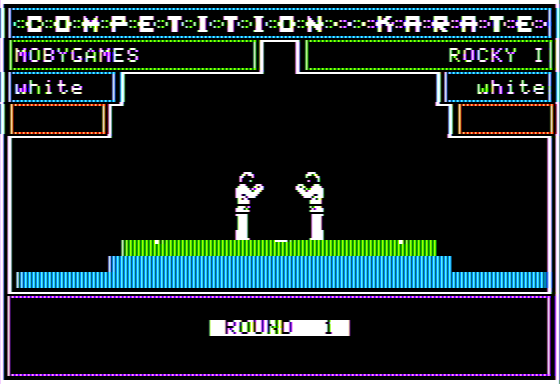 COMPETITION KARATE
MOBYGAMES ROCKY I
white white
ROUND 1